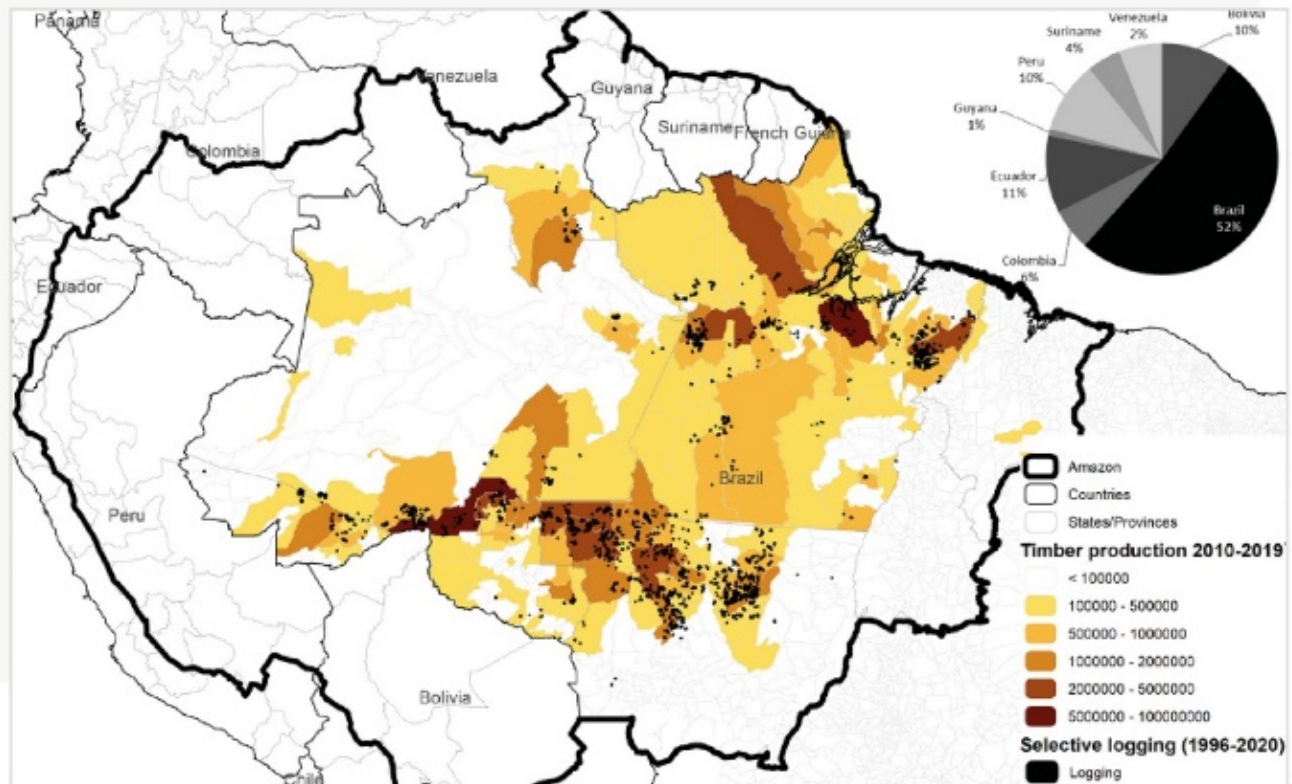 Panama
Venezuela
Guyana
Suriname
French Guiana
Colombia
Ecuador
Peru
Brazil
Bolivia
Chile
Venezuela
2%
Bolivia
10%
Suriname
4%
Peru
10%
Guyana
1%
Ecuador
11%
Colombia
6%
Brazil
52%
Amazon
Countries
States/Provinces
Timber production 2010-2019
< 100000
100000 - 500000
500000 - 1000000
1000000 - 2000000
2000000 - 5000000
5000000 - 100000000
Selective logging (1996-2020)
Logging